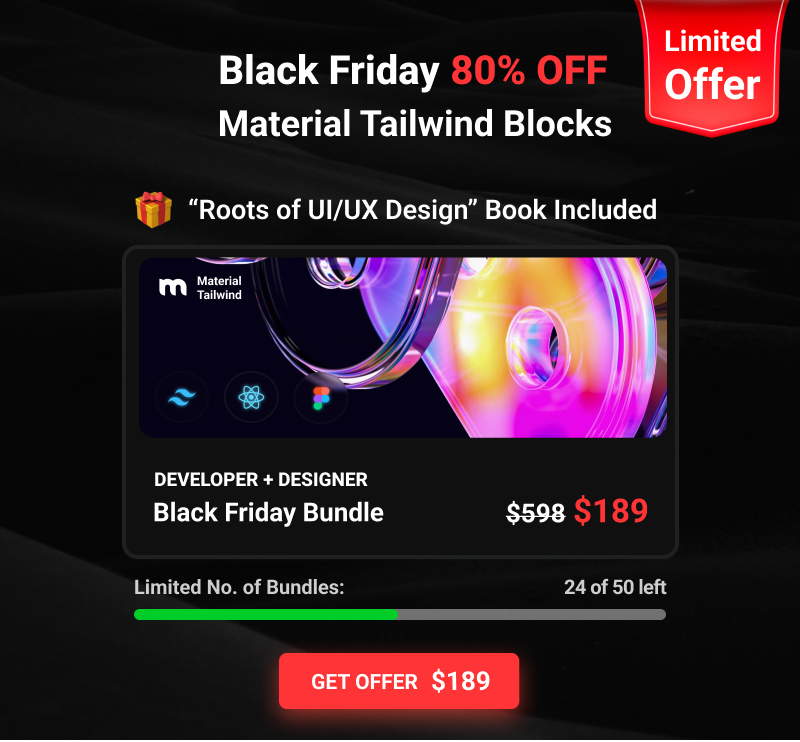 Limited
Offer
Black Friday 80% OFF
Material Tailwind Blocks
“Roots of UI/UX Design” Book Included
Material
Tailwind
DEVELOPER + DESIGNER
Black Friday Bundle
$598 $189
Limited No. of Bundles:
24 of 50 left
GET OFFER $189